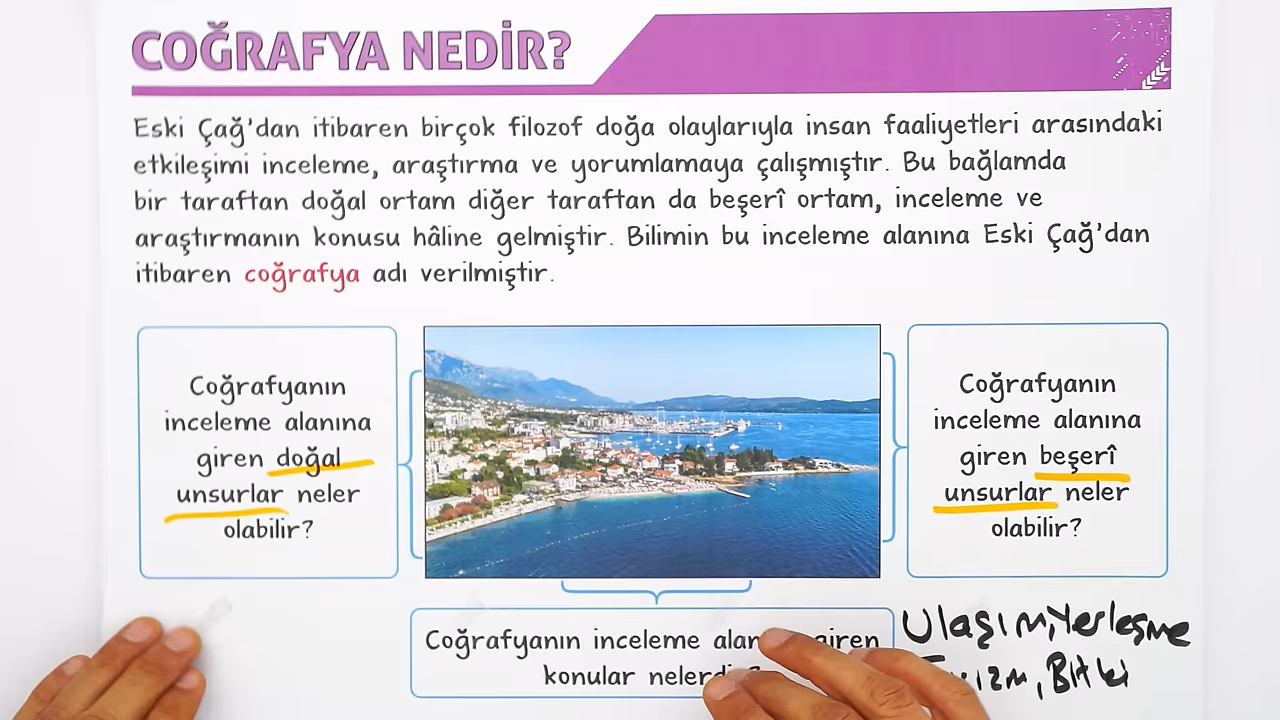 COĞRAFYA NEDİR?
Eski Çağ'dan itibaren birçok filozof doğa olaylarıyla insan faaliyetleri arasındaki
etkileşimi inceleme, araştırma ve yorumlamaya çalışmıştır. Bu bağlamda
bir taraftan doğal ortam diğer taraftan da beşerî ortam, inceleme ve
araştırmanın konusu hâline gelmiştir. Bilimin bu inceleme alanına Eski Çağ'dan
itibaren coğrafya adı verilmiştir.
Coğrafyanın
inceleme alanına
giren doğal
unsurlar neler
olabilir?
Coğrafyanın
inceleme alanına
giren beşerî
unsurlar neler
olabilir?
Coğrafyanın inceleme giren
konular
Ulaşım, Yerleşme
Bitki